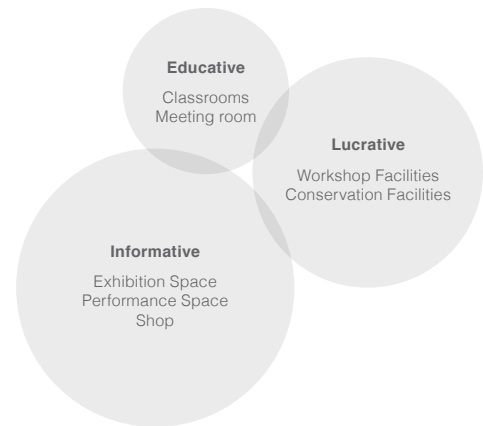 Educative
Classrooms
Meeting room
Lucrative
Workshop Facilities
Conservation Facilities
Informative
Exhibition Space
Performance Space
Shop